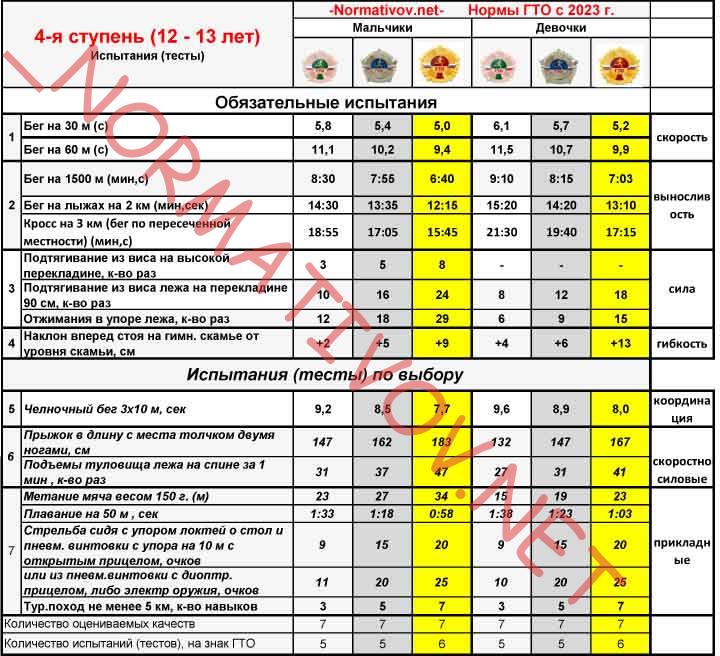 -Normativov.net- Нормы ГТО с 2023 г.
4-я ступень (12 - 13 лет)
Испытания (тесты)
Мальчики Девочки
Обязательные испытания
1 Бег на 30 м (с) 5,8 5,4 5,0 6,1 5,7 5,2 скорость
Бег на 60 м (с) 11,1 10,2 9,4 11,5 10,7 9,9
2 Бег на 1500 м (мин,с) 8:30 7:55 6:40 9:10 8:15 7:03 вынослив
ость
Бег на лыжах на 2 км (мин,сек) 14:30 13:35 12:15 15:20 14:20 13:10
Кросс на 3 км (бег по пересеченной
местности) (мин,с) 18:55 17:05 15:45 21:30 19:40 17:15
3 Подтягивание из виса на высокой
перекладине, к-во раз 3 5 8 - - - сила
Подтягивание из виса лежа на перекладине
90 см, к-во раз 10 16 24 8 12 18
Отжимания в упоре лежа, к-во раз 12 18 29 6 9 15
4 Наклон вперед стоя на гимн. скамье от
уровня скамьи, см +2 +5 +9 +4 +6 +13 гибкость
Испытания (тесты) по выбору
5 Челночный бег 3х10 м, сек 9,2 8,5 7,7 9,6 8,9 8,0 координа
ция
6 Прыжок в длину с места толчком двумя
ногами, см 147 162 183 132 147 167 скоростно
силовые
Подъемы туловища лежа на спине за 1
мин , к-во раз 31 37 47 27 31 41
7 Метание мяча весом 150 г. (м) 23 27 34 15 19 23 прикладн
ые
Плавание на 50 м , сек 1:33 1:18 0:58 1:38 1:23 1:03
Стрельба сидя с упором локтей о стол и
пневм. винтовки с упора на 10 м с
открытым прицелом, очков 9 15 20 9 15 20
или из пневм.винтовки с диоптр.
прицелом, либо электр оружия, очков 11 20 25 10 20 25
Тур.поход не менее 5 км, к-во навыков 3 5 7 3 5 7
Количество оцениваемых качеств 7 7 7 7 7 7
Количество испытаний (тестов), на знак ГТО 5 5 6 5 5 6
_NORMATIVOV.NET_